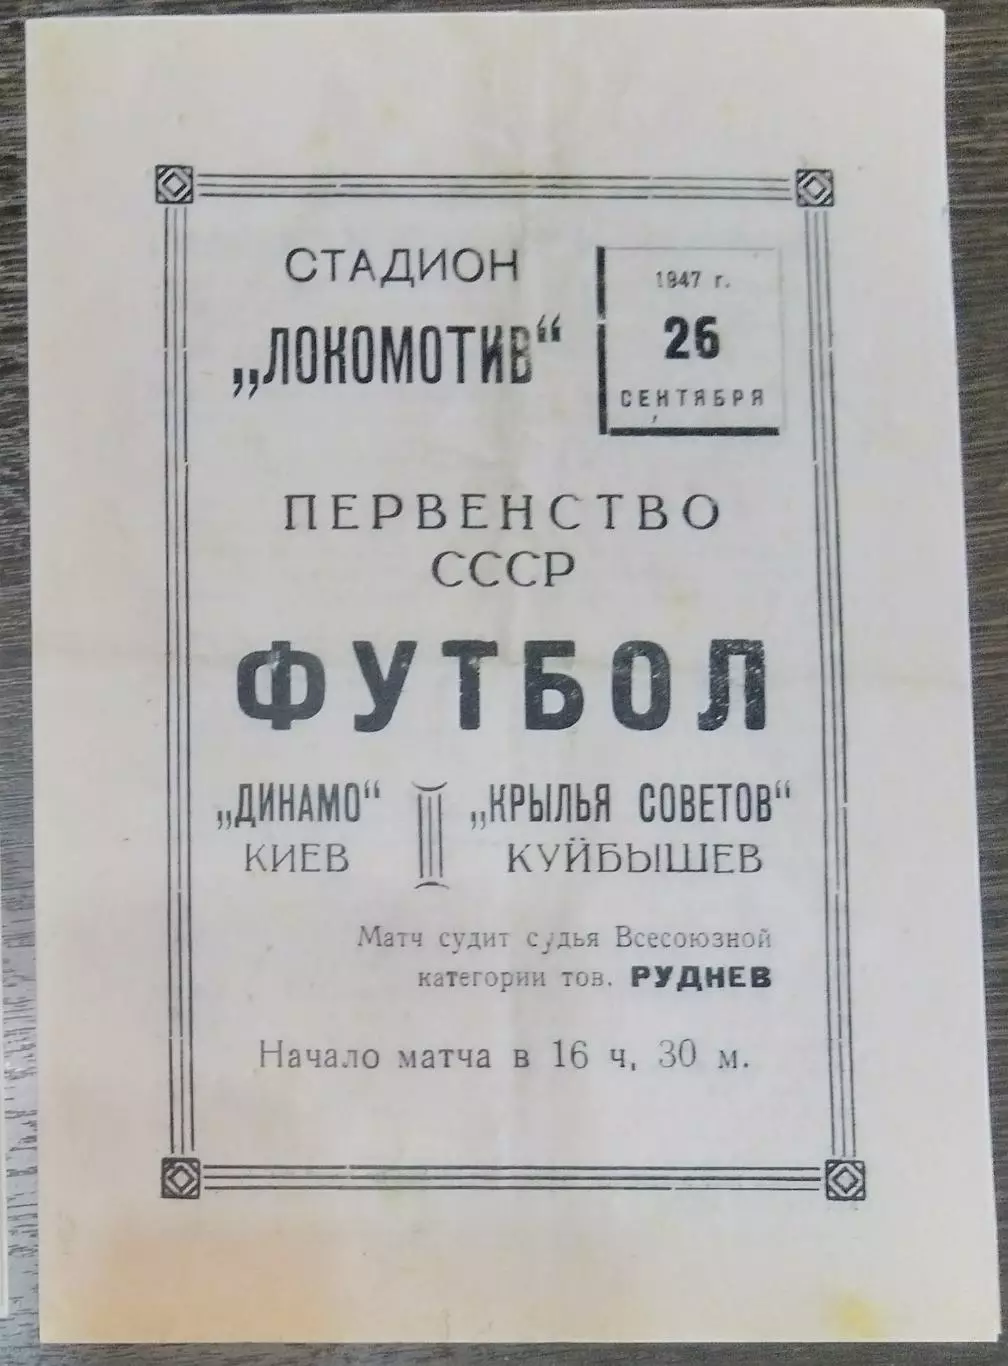 СТАДИОН
„ЛОКОМОТИВ“
1947 г.
26
СЕНТЯБРЯ
ПЕРВЕНСТВО
СССР
ФУТБОЛ
„ДИНАМО“
КИЕВ
„КРЫЛЬЯ СОВЕТОВ“
КУЙБЫШЕВ
Матч судит судья Всесоюзной
категории тов. РУДНЕВ
Начало матча в 16 ч, 30 м.